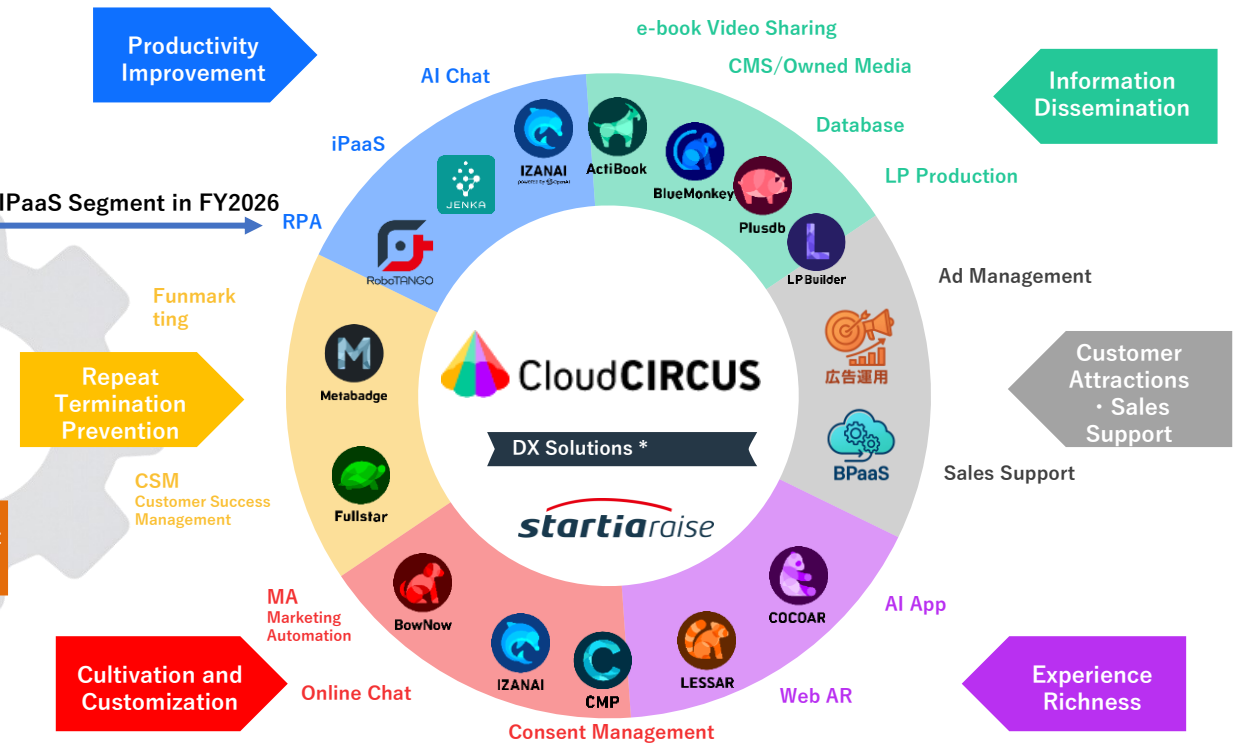 Productivity
Improvement
e-book Video Sharing
CMS/Owned Media
AI Chat
Information
Dissemination
Database
iPaaS
IZANAI
powered by OpenAI
ActiBook
BlueMonkey
LP Production
JENKA
Plusdb
IPaaS Segment in FY2026
RPA
RoboTANGO
L
LPBuilder
Ad Management
Funmark
ting
M
Metabadge
広告運用
Repeat
Termination
Prevention
CloudCIRCUS
Customer
Attractions
・Sales
Support
DX Solutions *
BPaaS
Sales Support
CSM
Customer Success
Management
Fullstar
startiaraise
MA
Marketing
Automation
BowNow
COCOAR
AI App
C
IZANAI
CMP
LESSAR
Cultivation and
Customization
Online Chat
Web AR
Experience
Richness
Consent Management